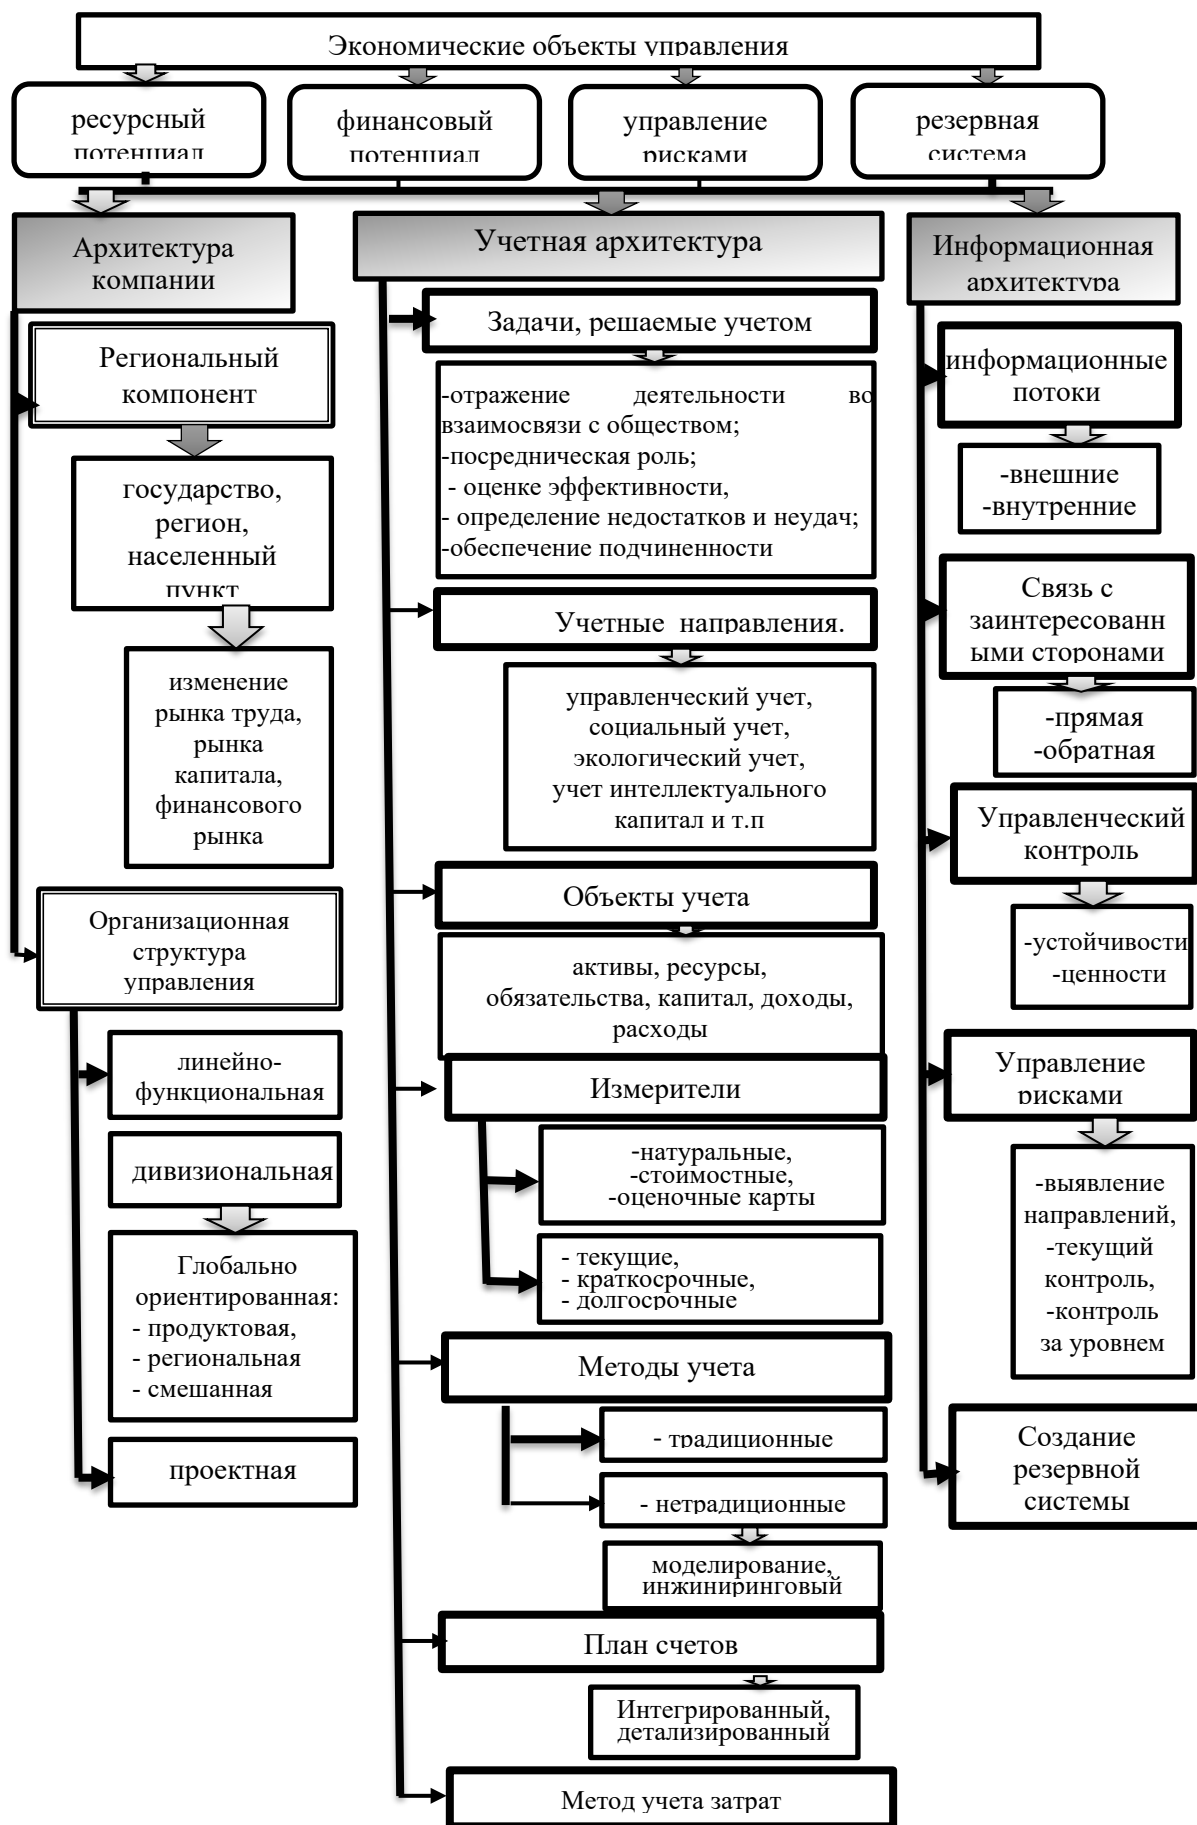 Экономические объекты управления
ресурсный
потенциал
финансовый
потенциал
управление
рисками
резервная
система
Архитектура
компании
Региональный
компонент
государство,
регион,
населенный
пункт
изменение
рынка труда,
рынка
капитала,
финансового
рынка
Организационная
структура
управления
линейно-
функциональная
дивизиональная
Глобально
ориентированная:
- продуктовая,
- региональная
- смешанная
проектная
Учетная архитектура
Задачи, решаемые учетом
-отражение деятельности во
взаимосвязи с обществом;
-посредническая роль;
- оценке эффективности,
- определение недостатков и неудач;
-обеспечение подчиненности
Учетные направления.
управленческий учет,
социальный учет,
экологический учет,
учет интеллектуального
капитал и т.п
Объекты учета
активы, ресурсы,
обязательства, капитал, доходы,
расходы
Измерители
-натуральные,
-стоимостные,
-оценочные карты
- текущие,
- краткосрочные,
- долгосрочные
Методы учета
- традиционные
- нетрадиционные
моделирование,
инжиниринговый
План счетов
Интегрированный,
детализированный
Метод учета затрат
Информационная
архитектура
информационные
потоки
-внешние
-внутренние
Связь с
заинтересованн
ыми сторонами
-прямая
-обратная
Управленческий
контроль
-устойчивости
-ценности
Управление
рисками
-выявление
направлений,
-текущий
контроль,
-контроль
за уровнем
Создание
резервной
системы